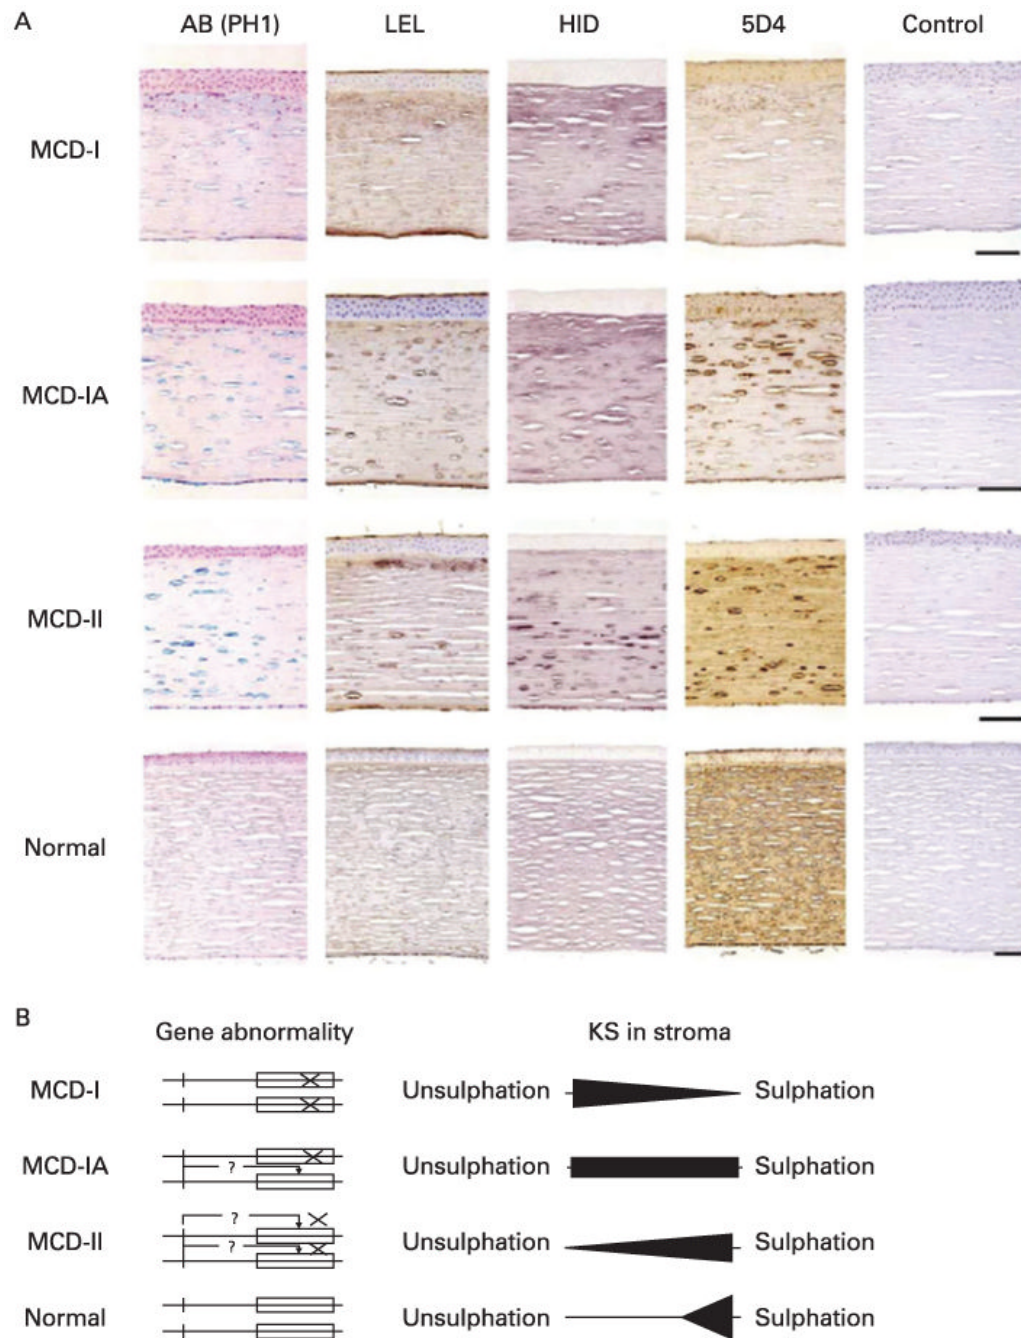 A
AB (PH1) LEL HID 5D4 Control
MCD-I
MCD-IA
MCD-II
Normal
B
Gene abnormality KS in stroma
MCD-I Unsulphation Sulphation
MCD-IA ? Unsulphation Sulphation
?
MCD-II ? Unsulphation Sulphation
Normal Unsulphation Sulphation